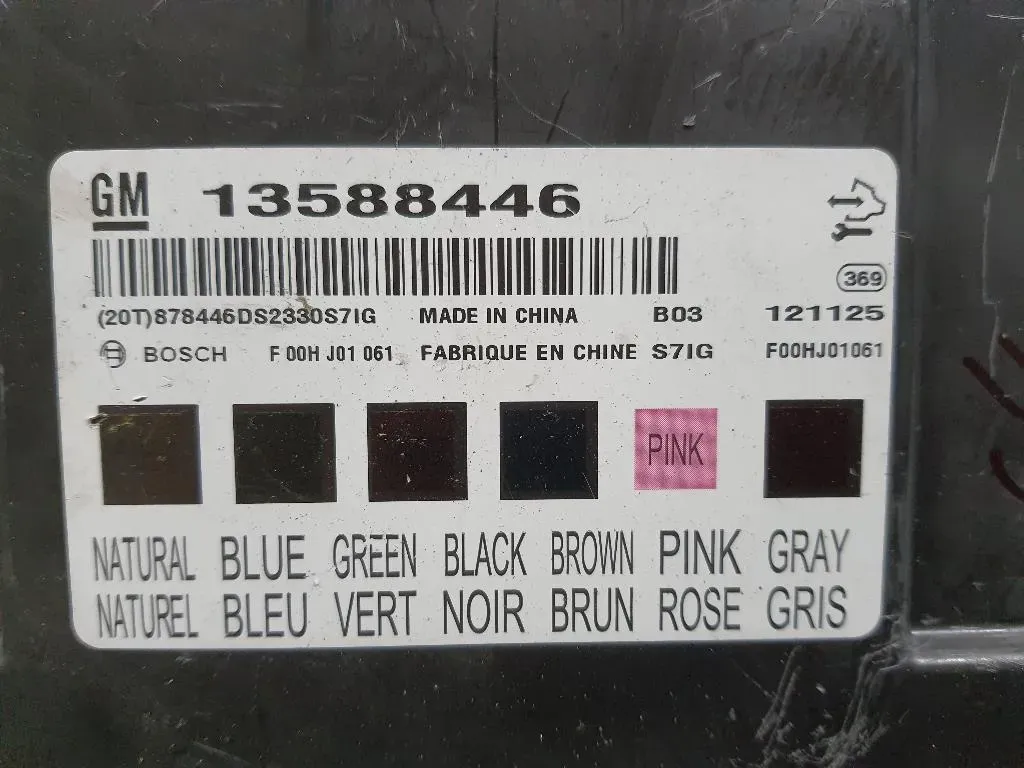 GM 13588446
369
(20T)878446DS2330S7IG MADE IN CHINA B03 121125
BOSCH F 00H J01 061 FABRIQUE EN CHINE S7IG F00HJ01061
PINK
NATURAL BLUE GREEN BLACK BROWN PINK GRAY
NATUREL BLEU VERT NOIR BRUN ROSE GRIS